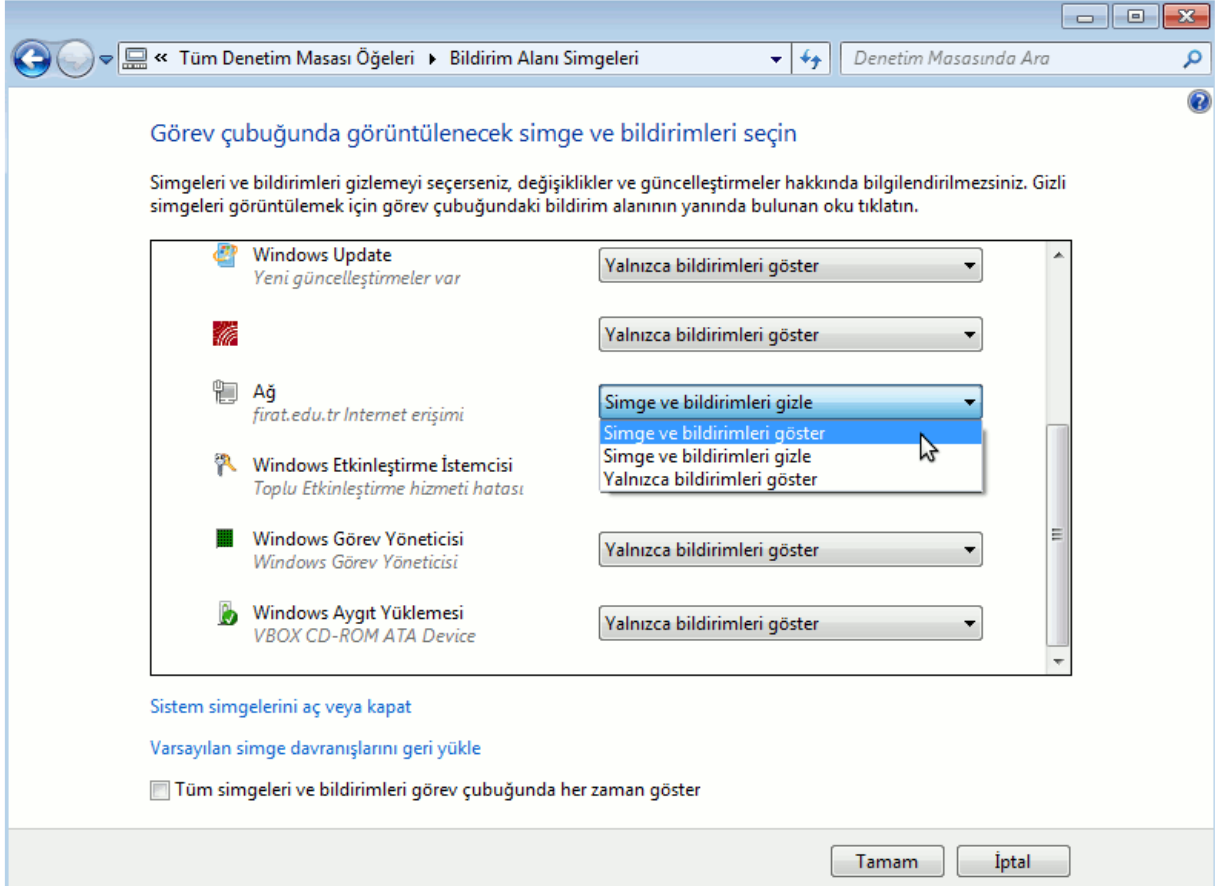 « Tüm Denetim Masası Öğeleri Bildirim Alanı Simgeleri
Denetim Masasında Ara
Görev çubuğunda görüntülenecek simge ve bildirimleri seçin
Simgeleri ve bildirimleri gizlemeyi seçerseniz, değişiklikler ve güncelleştirmeler hakkında bilgilendirilmezsiniz. Gizli
simgeleri görüntülemek için görev çubuğundaki bildirim alanının yanında bulunan oku tıklatın.
Windows Update
Yeni güncelleştirmeler var
Yalnızca bildirimleri göster
Yalnızca bildirimleri göster
Ağ
firat.edu.tr Internet erişimi
Simge ve bildirimleri gizle
Simge ve bildirimleri göster
Simge ve bildirimleri gizle
Yalnızca bildirimleri göster
Windows Etkinleştirme İstemcisi
Toplu Etkinleştirme hizmeti hatası
Windows Görev Yöneticisi
Windows Görev Yöneticisi
Yalnızca bildirimleri göster
Windows Aygıt Yüklemesi
VBOX CD-ROM ATA Device
Yalnızca bildirimleri göster
Sistem simgelerini aç veya kapat
Varsayılan simge davranışlarını geri yükle
Tüm simgeleri ve bildirimleri görev çubuğunda her zaman göster
Tamam
İptal